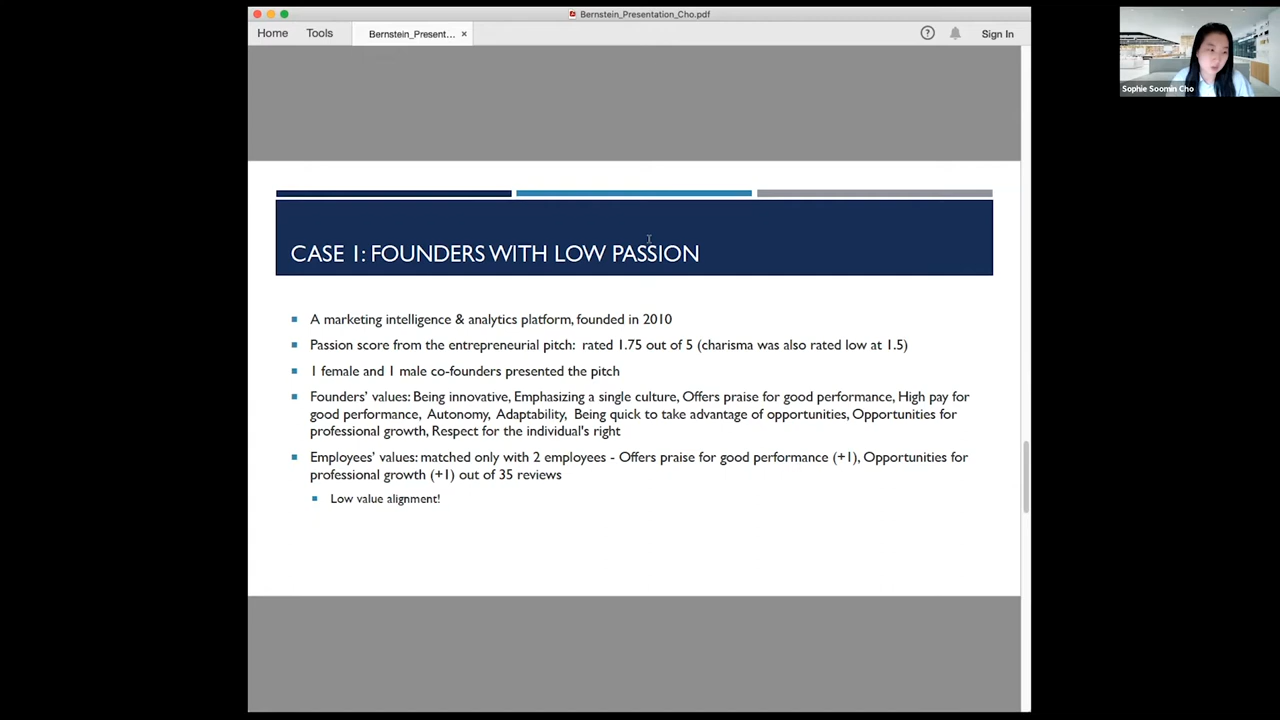 Bernstein_Presentation_Cho.pdf
Home Tools Bernstein_Present... × ? Sign In
Sophie Soomin Cho
CASE 1: FOUNDERS WITH LOW PASSION
A marketing intelligence & analytics platform, founded in 2010
Passion score from the entrepreneurial pitch: rated 1.75 out of 5 (charisma was also rated low at 1.5)
1 female and 1 male co-founders presented the pitch
Founders' values: Being innovative, Emphasizing a single culture, Offers praise for good performance, High pay for
good performance, Autonomy, Adaptability, Being quick to take advantage of opportunities, Opportunities for
professional growth, Respect for the individual's right
Employees' values: matched only with 2 employees - Offers praise for good performance (+1), Opportunities for
professional growth (+1) out of 35 reviews
Low value alignment!